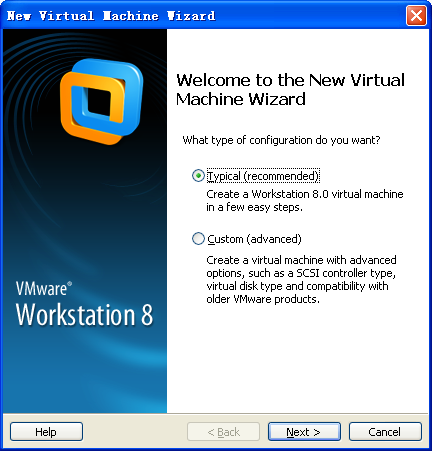 New Virtual Machine Wizard
Welcome to the New Virtual
Machine Wizard
What type of configuration do you want?
Typical (recommended)
Create a Workstation 8.0 virtual machine
in a few easy steps.
Custom (advanced)
Create a virtual machine with advanced
options, such as a SCSI controller type,
virtual disk type and compatibility with
older VMware products.
VMware®
Workstation 8
Help
< Back
Next >
Cancel